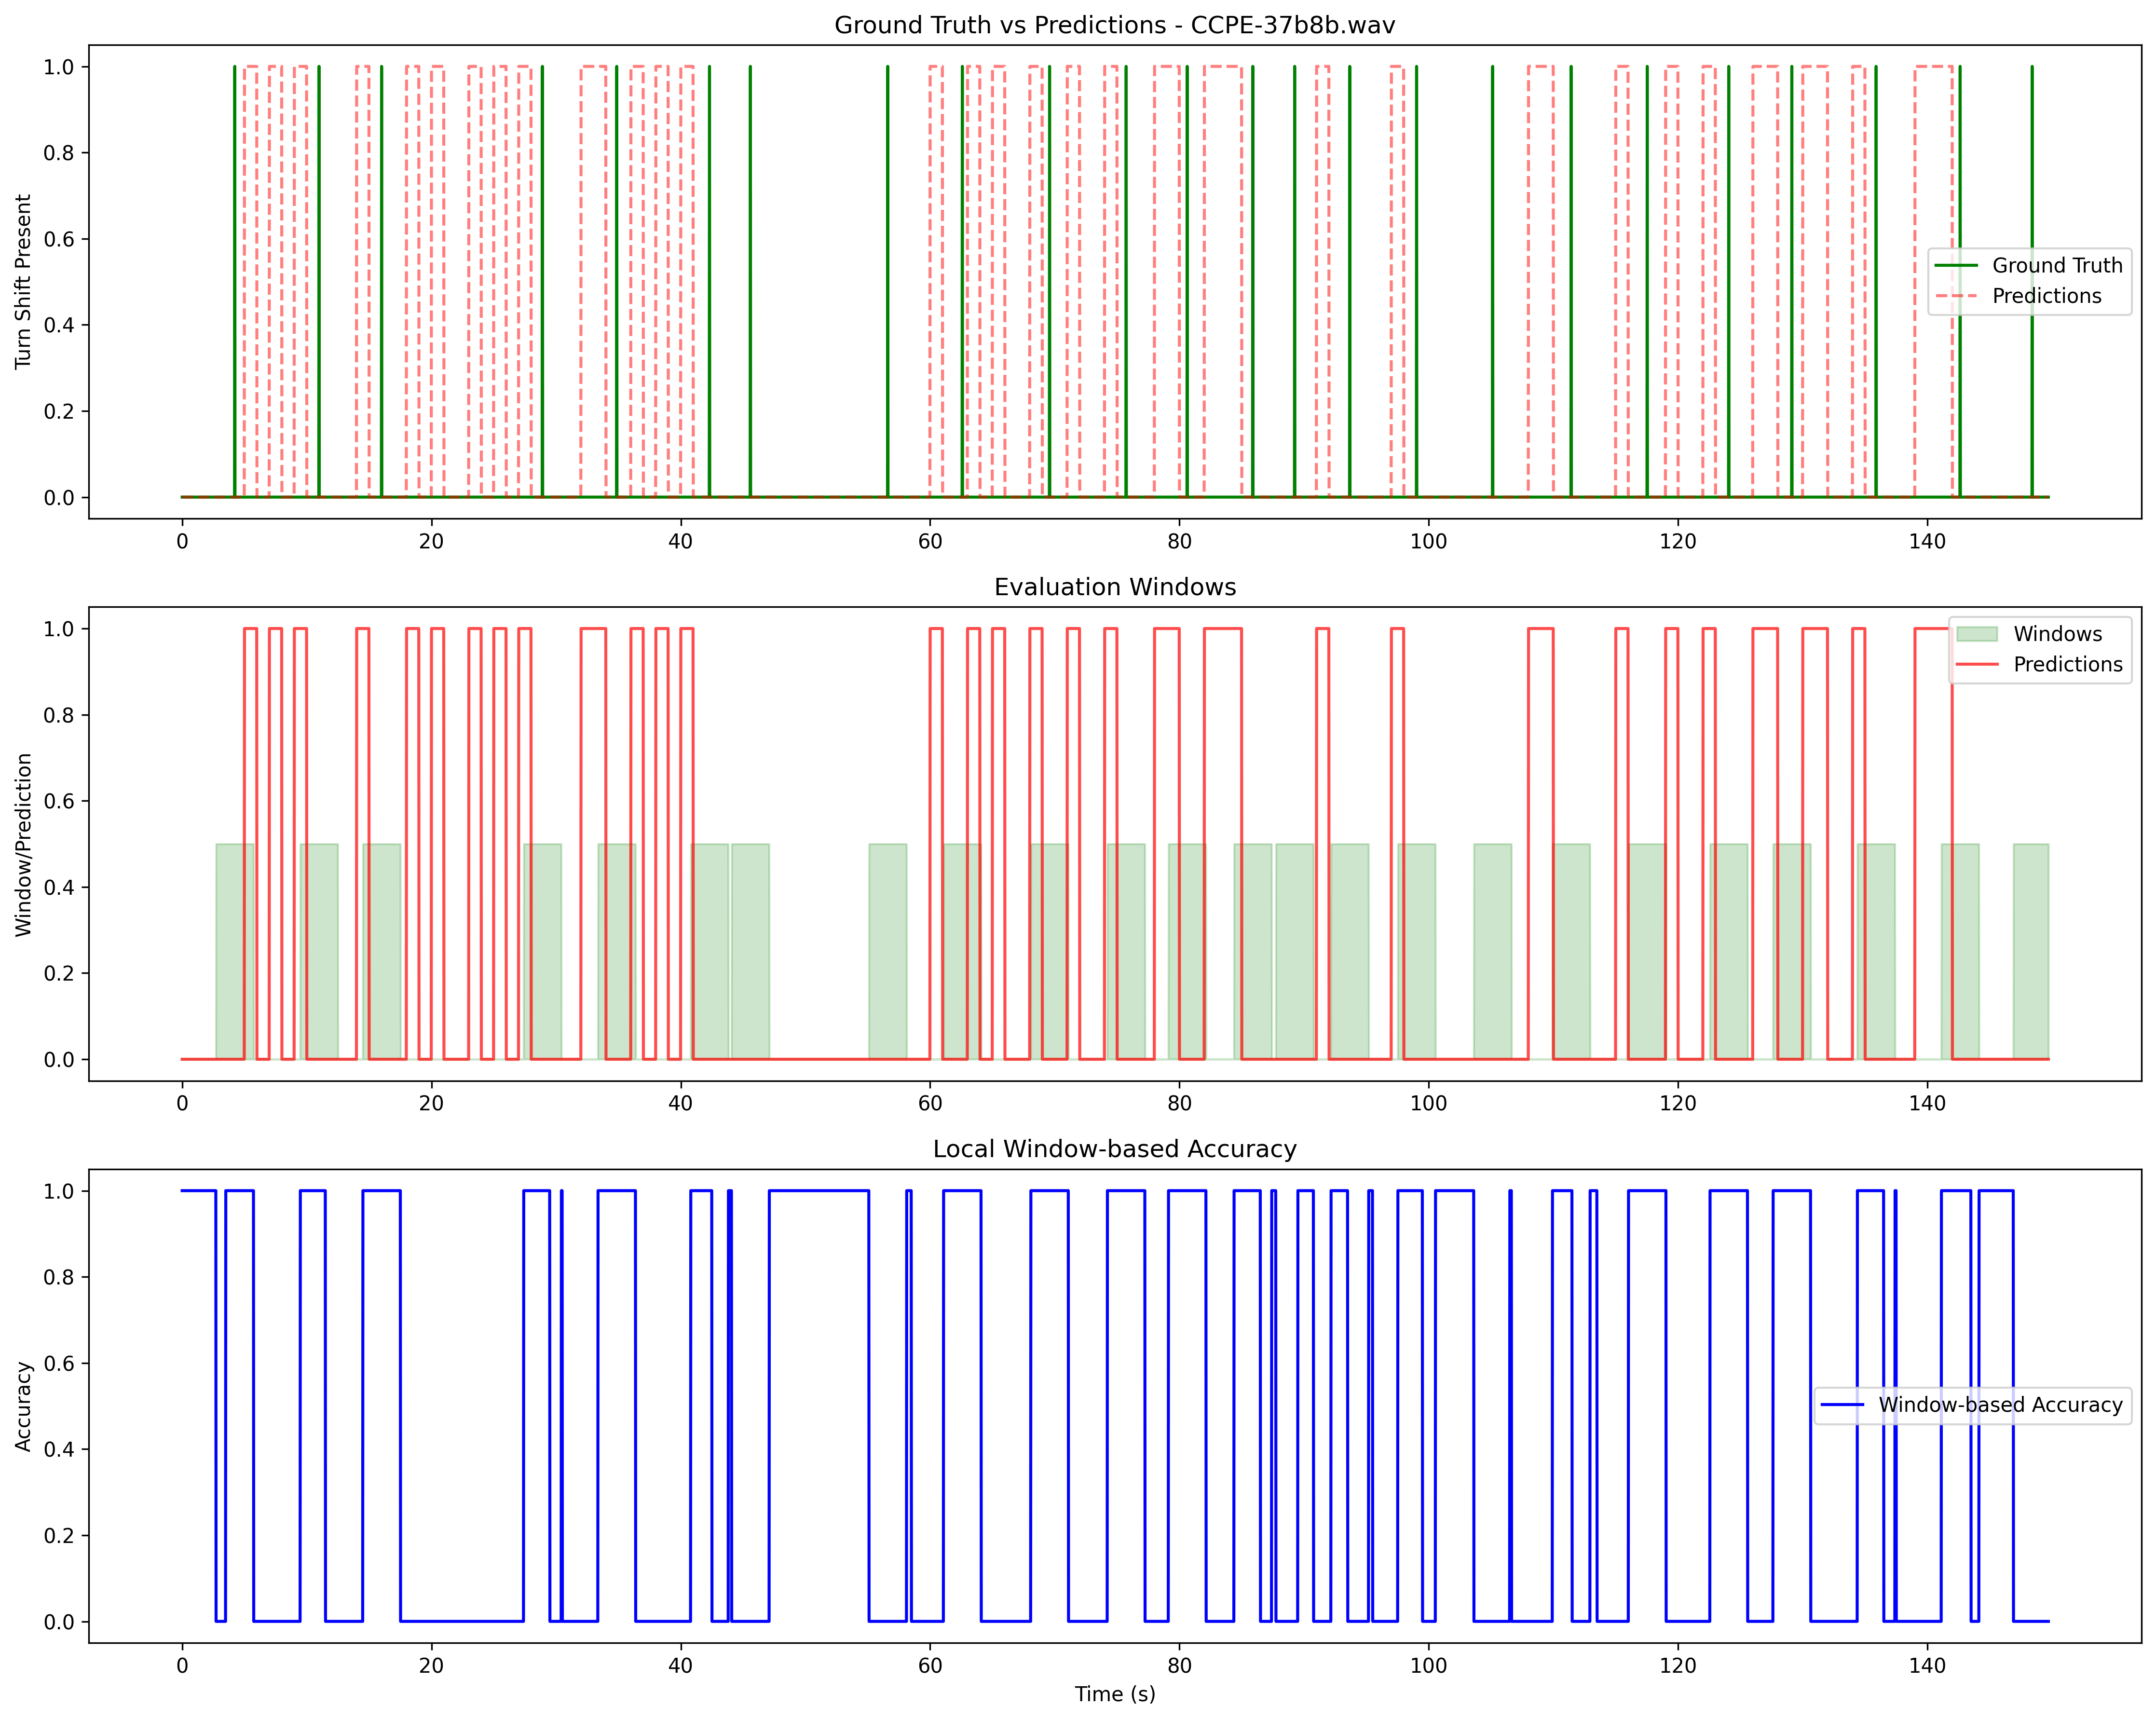 Ground Truth vs Predictions - CCPE-37b8b.wav
Turn Shift Present
1.0
0.8
0.6
0.4
0.2
0.0
Ground Truth
Predictions
0 20 40 60 80 100 120 140
Evaluation Windows
Window/Prediction
1.0
0.8
0.6
0.4
0.2
0.0
Windows
Predictions
0 20 40 60 80 100 120 140
Local Window-based Accuracy
Accuracy
1.0
0.8
0.6
0.4
0.2
0.0
Window-based Accuracy
0 20 40 60 80 100 120 140
Time (s)